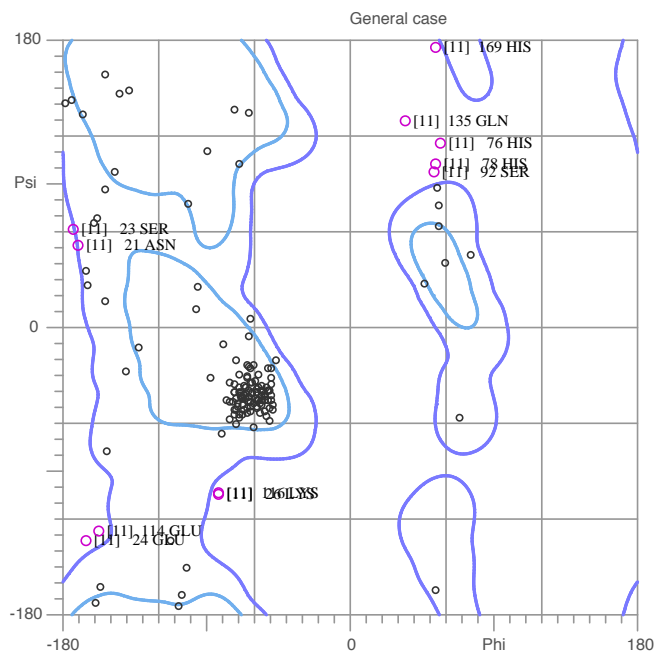 General case
180
[11] 169 HIS
[11] 135 GLN
[11] 76 HIS
[11] 78 HIS
[11] 92 SER
Psi
[11] 23 SER
[11] 21 ASN
0
[11] LYS
[11] 114 GLU
[11] 24 GLU
-180
-180 0 Phi 180